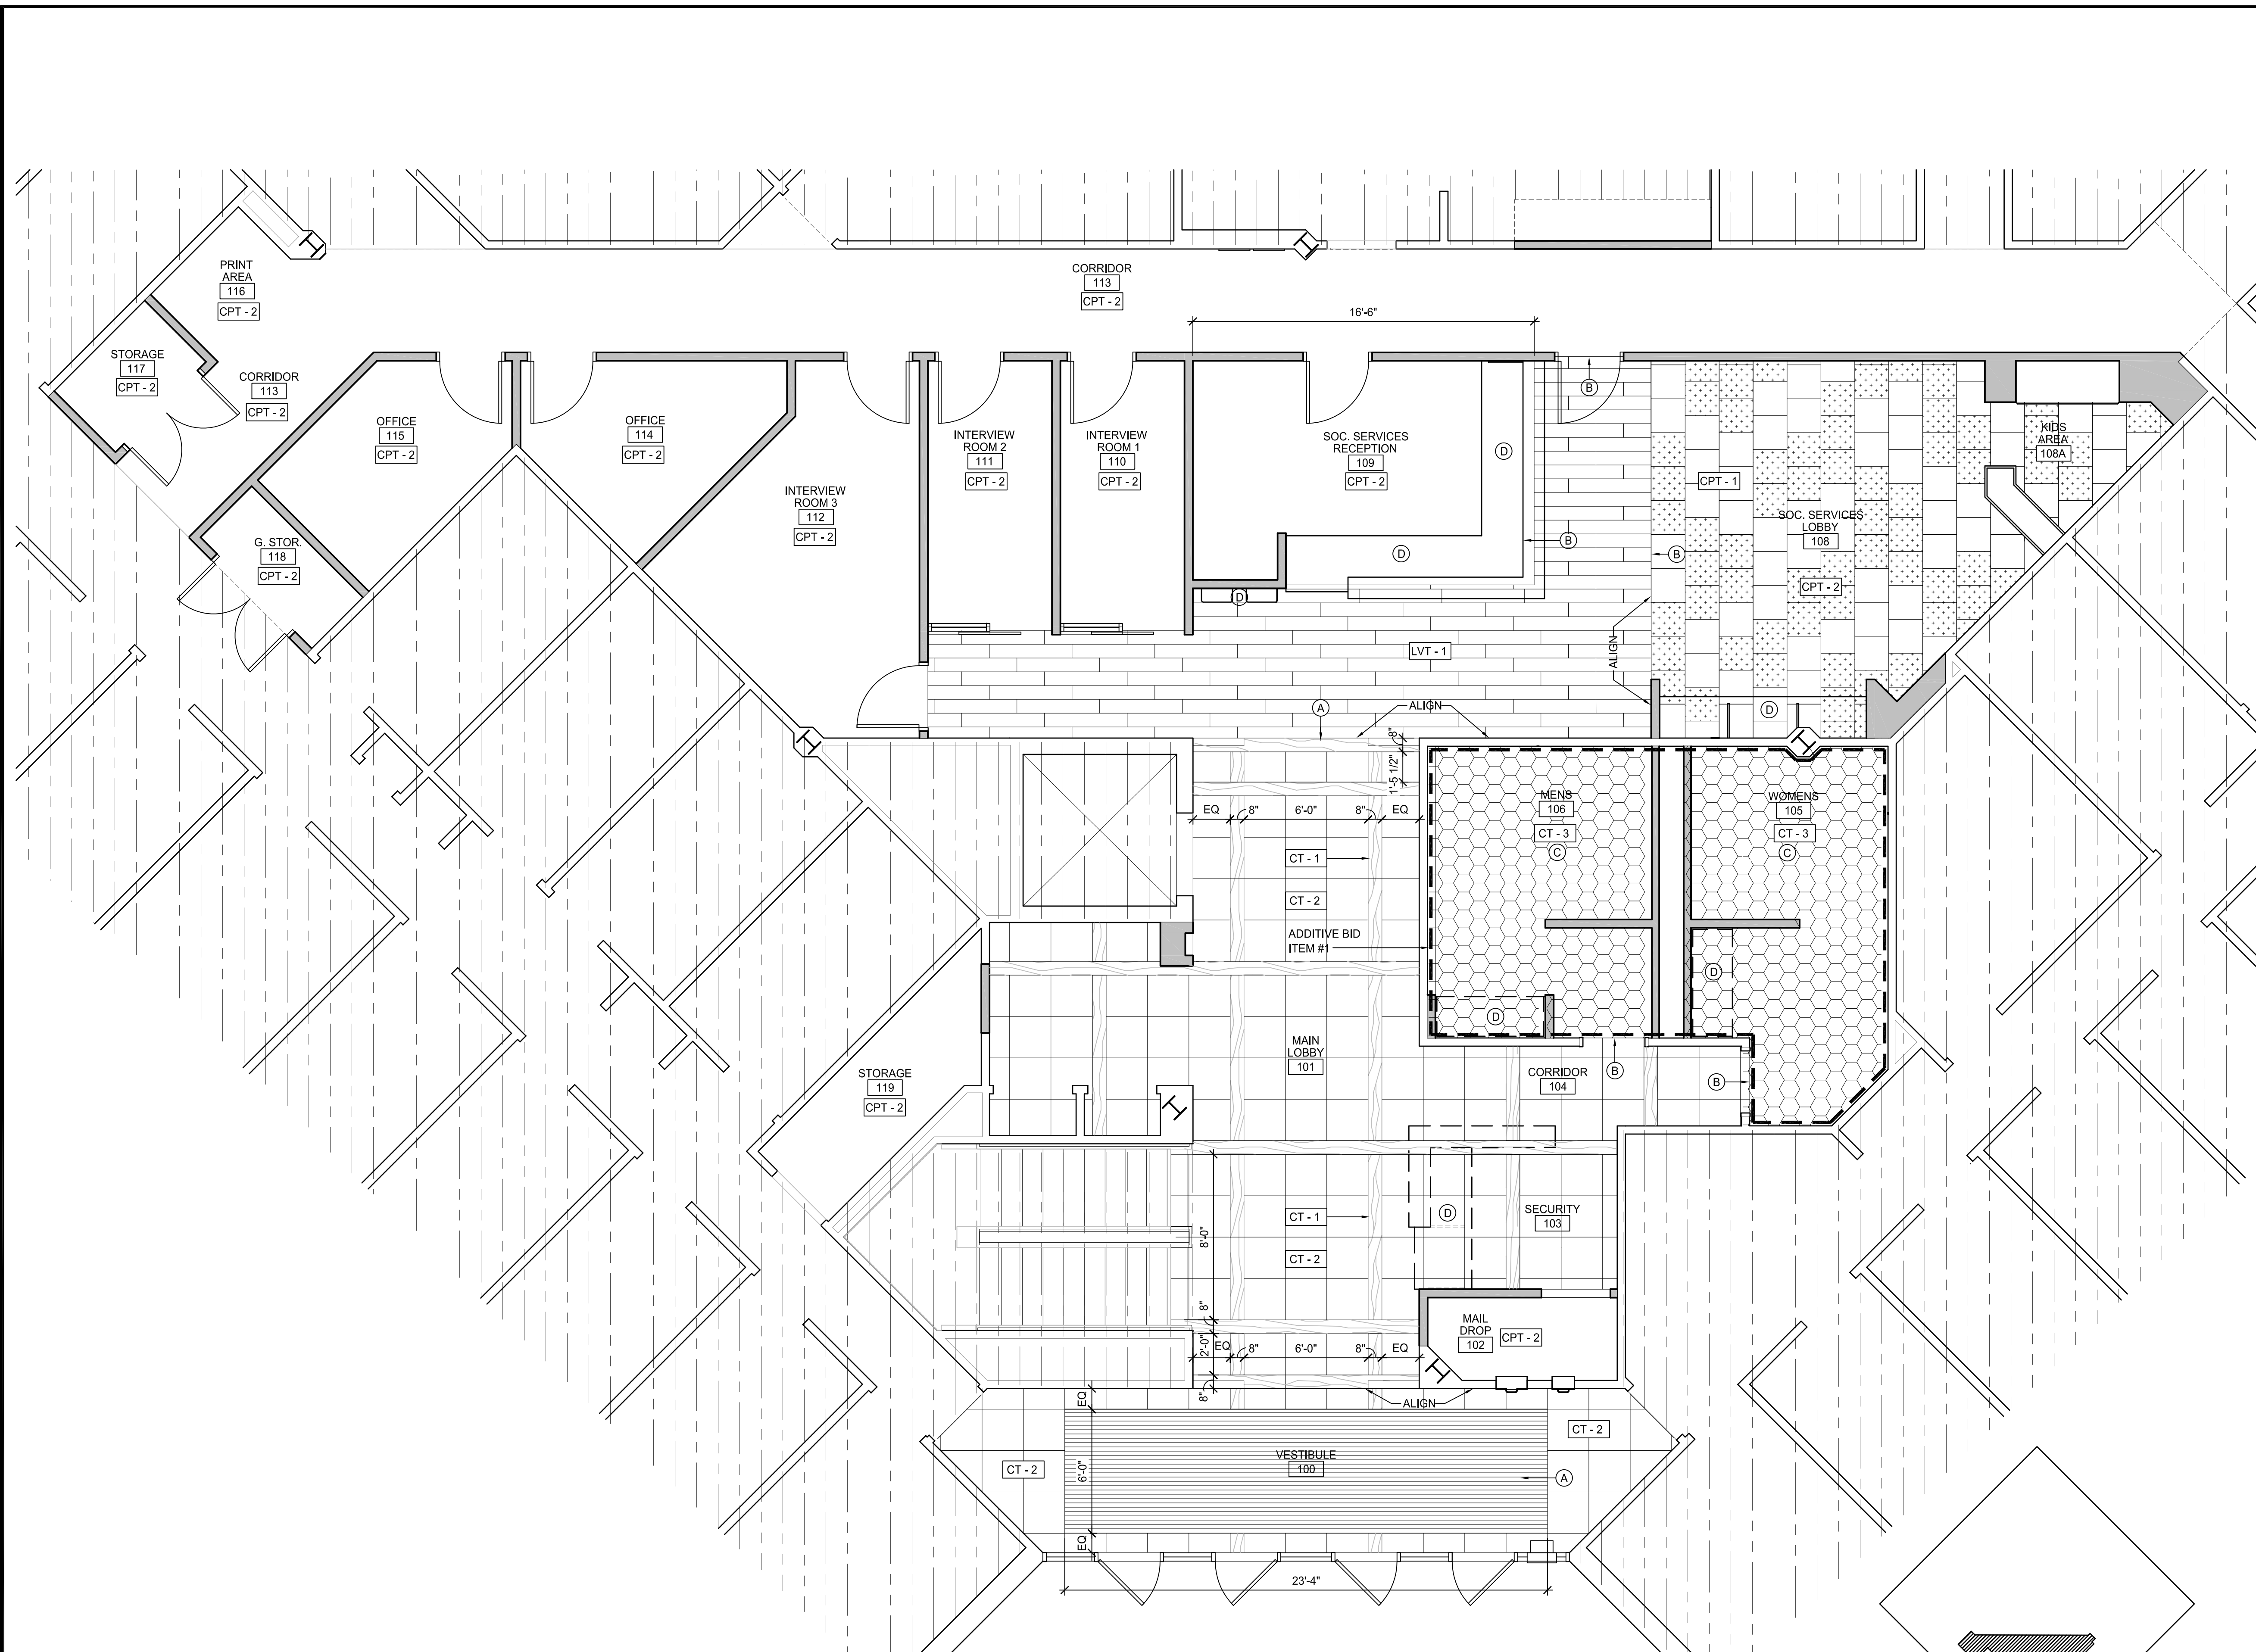 PRINT
AREA
116
CPT - 2
STORAGE
117
CPT - 2
CORRIDOR
113
CPT - 2
CORRIDOR
113
CPT - 2
16'-6"
OFFICE
115
CPT - 2
OFFICE
114
CPT - 2
INTERVIEW
ROOM 3
112
CPT - 2
INTERVIEW
ROOM 2
111
CPT - 2
INTERVIEW
ROOM 1
110
CPT - 2
SOC. SERVICES
RECEPTION
109
CPT - 2
D
D
D
B
B
B
CPT - 1
SOC. SERVICES
LOBBY
108
CPT - 2
KIDS
AREA
108A
G. STOR.
118
CPT - 2
LVT - 1
ALIGN
A
ALIGN
D
8"
1'-5 1/2"
EQ
8"
6'-0"
8"
EQ
MENS
106
CT - 3
C
WOMENS
105
CT - 3
C
CT - 1
CT - 2
ADDITIVE BID
ITEM #1
D
D
MAIN
LOBBY
101
STORAGE
119
CPT - 2
CORRIDOR
104
B
B
CT - 1
CT - 2
8'-0"
D
SECURITY
103
8"
2'-0"
8"
EQ
8"
6'-0"
8"
EQ
MAIL
DROP
102
CPT - 2
ALIGN
EQ
6'-0"
EQ
CT - 2
VESTIBULE
100
CT - 2
A
23'-4"